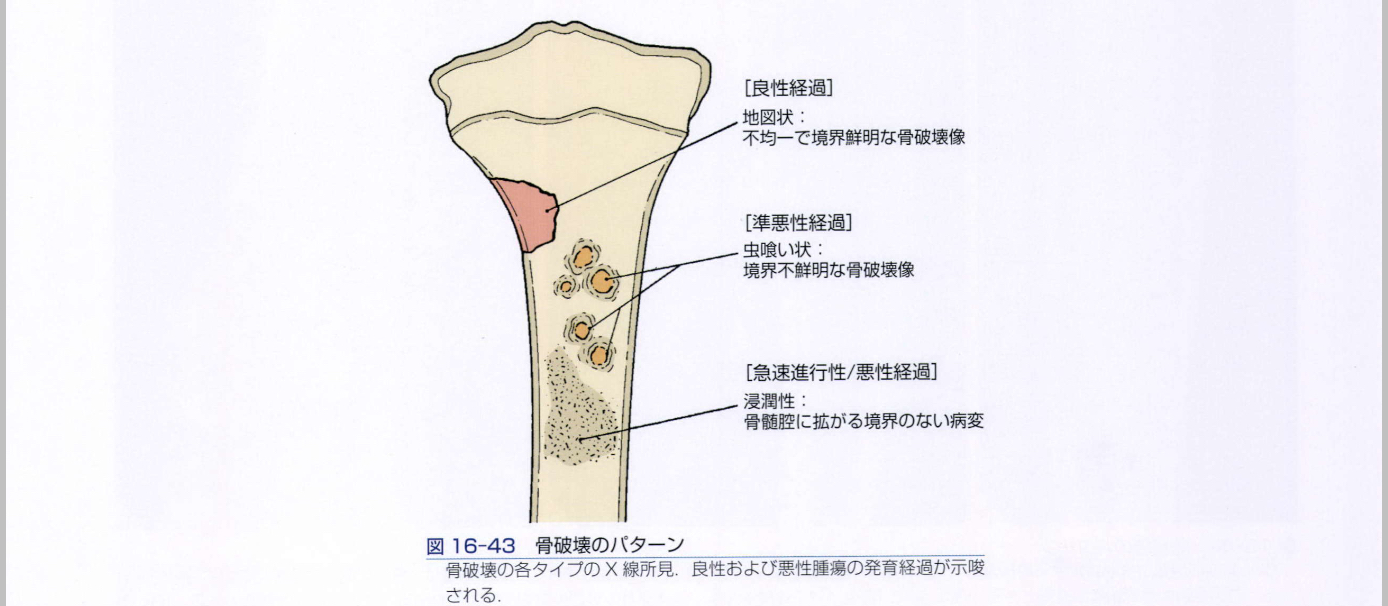 [良性経過]
地図状：
不均一で境界鮮明な骨破壊像
[準悪性経過]
虫喰い状：
境界不鮮明な骨破壊像
[急速進行性/悪性経過]
浸潤性：
骨髄腔に拡がる境界のない病変
図 16-43 骨破壊のパターン
骨破壊の各タイプの X 線所見．良性および悪性腫瘍の発育経過が示唆
される．